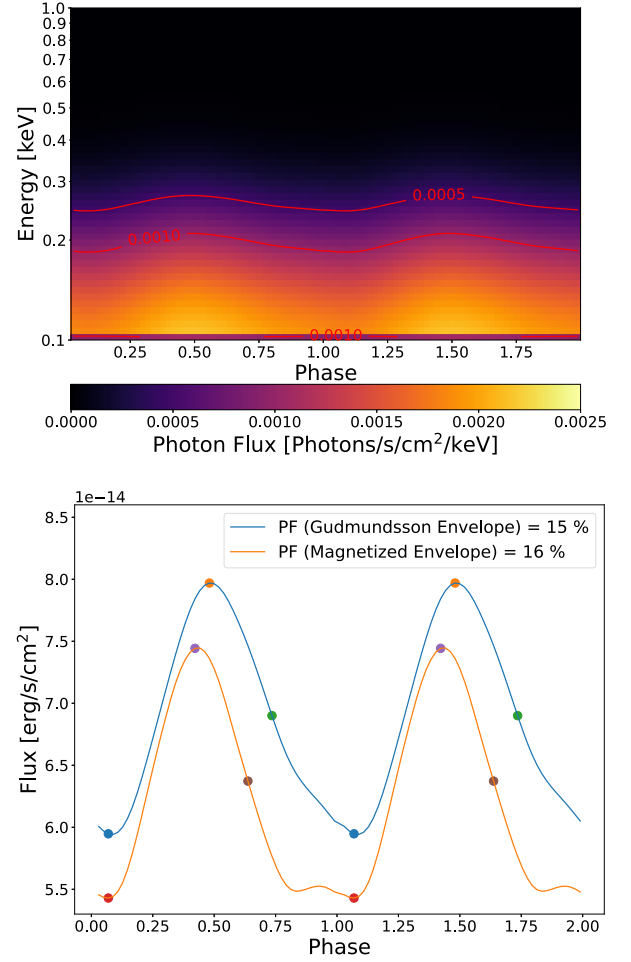 1.0
0.9
0.8
0.7
0.6
0.5
0.4
0.3
0.2
0.1
Energy [keV]
0.0005
0.0010
0.0010
0.25 0.50 0.75 1.00 1.25 1.50 1.75
Phase
0.0000 0.0005 0.0010 0.0015 0.0020 0.0025
Photon Flux [Photons/s/cm²/keV]
1e−14
8.5
8.0
7.5
7.0
6.5
6.0
5.5
Flux [erg/s/cm²]
PF (Gudmundsson Envelope) = 15 %
PF (Magnetized Envelope) = 16 %
0.00 0.25 0.50 0.75 1.00 1.25 1.50 1.75 2.00
Phase